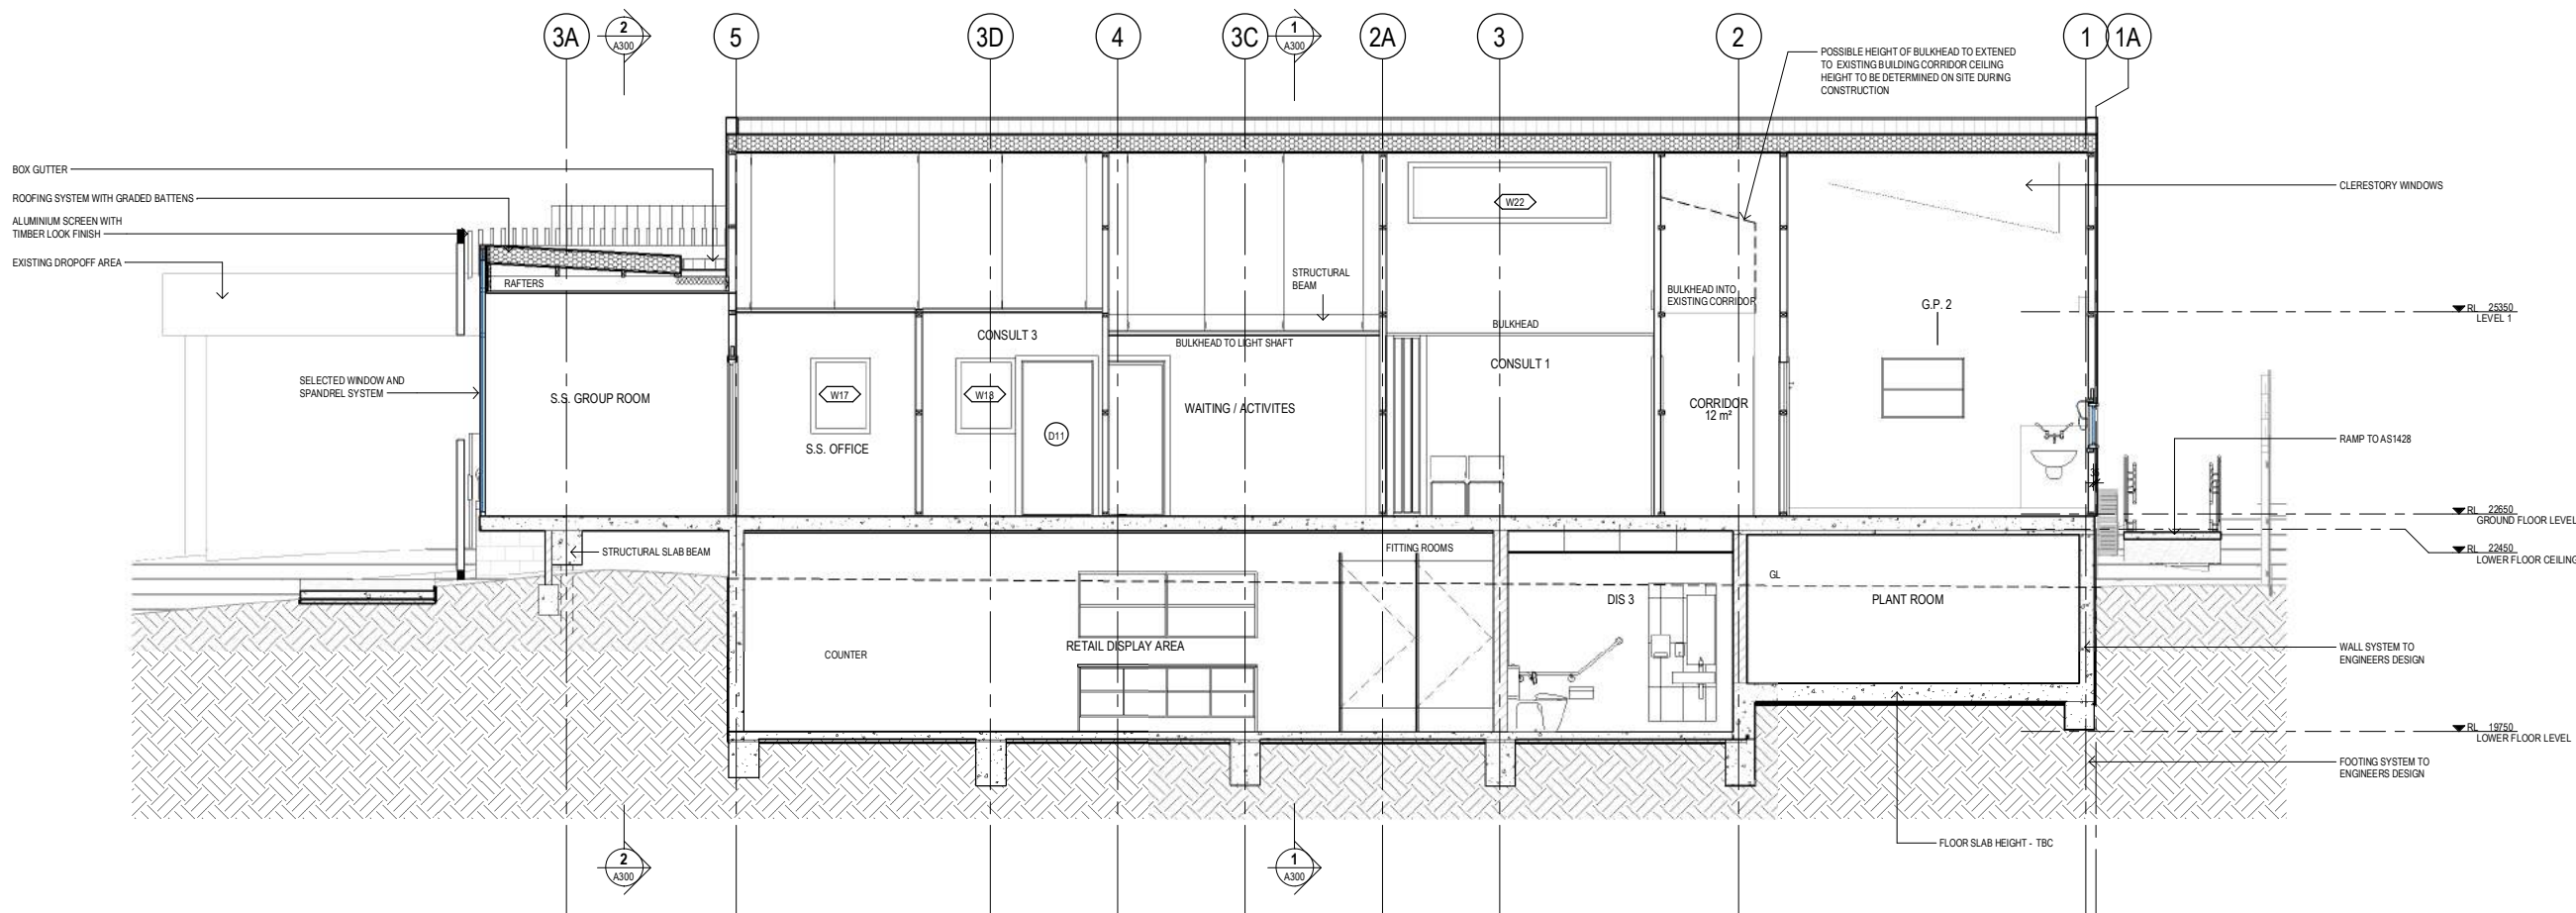 3A
2
A300
5
3D
4
3C
1
A300
2A
3
2
1
1A
POSSIBLE HEIGHT OF BULKHEAD TO EXTENED
TO EXISTING BUILDING CORRIDOR CEILING
HEIGHT TO BE DETERMINED ON SITE DURING
CONSTRUCTION
BOX GUTTER
ROOFING SYSTEM WITH GRADED BATTENS
ALUMINIUM SCREEN WITH
TIMBER LOOK FINISH
EXISTING DROPOFF AREA
SELECTED WINDOW AND
SPANDREL SYSTEM
RAFTERS
S.S. GROUP ROOM
W17
S.S. OFFICE
CONSULT 3
W18
D11
STRUCTURAL
BEAM
BULKHEAD TO LIGHT SHAFT
WAITING / ACTIVITES
W22
BULKHEAD
CONSULT 1
BULKHEAD INTO
EXISTING CORRIDOR
CORRIDOR
12 m²
G.P. 2
CLERESTORY WINDOWS
RL 25350
LEVEL 1
RAMP TO AS1428
RL 22650
GROUND FLOOR LEVEL
RL 22450
LOWER FLOOR CEILING
STRUCTURAL SLAB BEAM
COUNTER
RETAIL DISPLAY AREA
FITTING ROOMS
DIS 3
GL
PLANT ROOM
WALL SYSTEM TO
ENGINEERS DESIGN
RL 19750
LOWER FLOOR LEVEL
FOOTING SYSTEM TO
ENGINEERS DESIGN
FLOOR SLAB HEIGHT - TBC
2
A300
1
A300